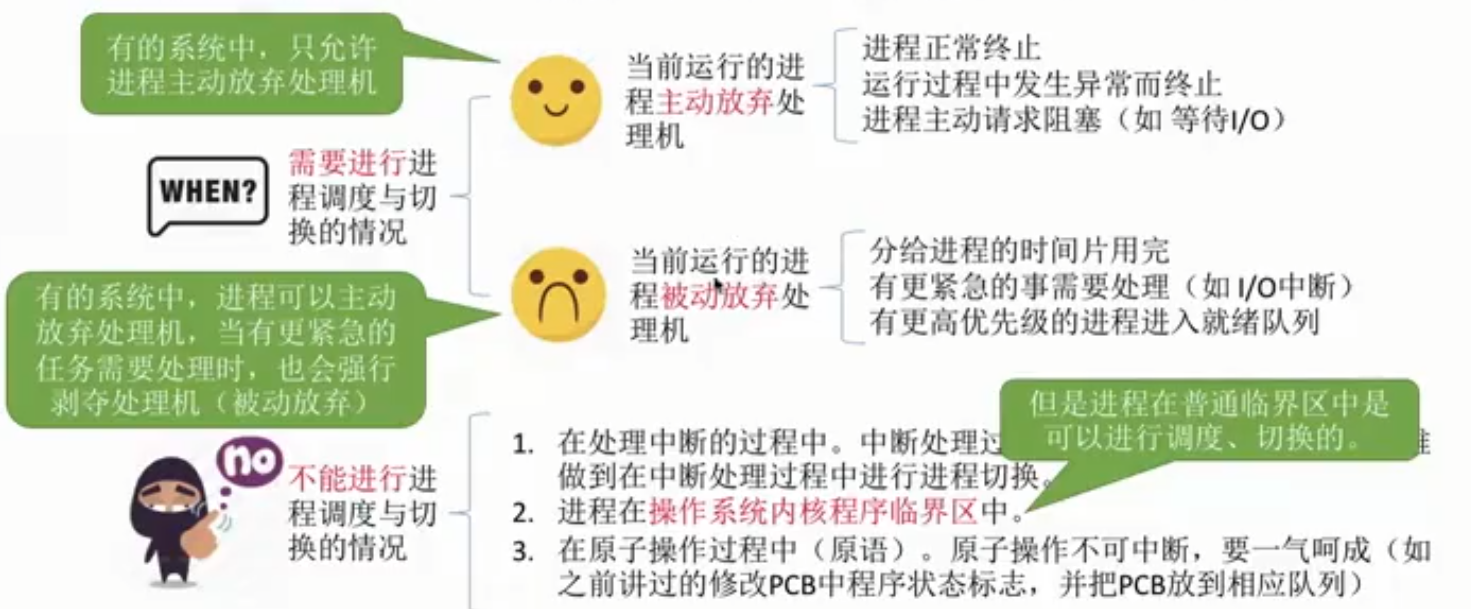 有的系统中，只允许
进程主动放弃处理机
当前运行的进
程主动放弃处
理机
进程正常终止
运行过程中发生异常而终止
进程主动请求阻塞（如 等待I/O）
WHEN?
需要进行进
程调度与切
换的情况
有的系统中，进程可以主动
放弃处理机，当有更紧急的
任务需要处理时，也会强行
剥夺处理机（被动放弃）
当前运行的进
程被动放弃处
理机
分给进程的时间片用完
有更紧急的事需要处理（如 I/O中断）
有更高优先级的进程进入就绪队列
但是进程在普通临界区中是
可以进行调度、切换的。
no
不能进行进
程调度与切
换的情况
1. 在处理中断的过程中。中断处理过
做到在中断处理过程中进行进程切换。
2. 进程在操作系统内核程序临界区中。
3. 在原子操作过程中（原语）。原子操作不可中断，要一气呵成（如
之前讲过的修改PCB中程序状态标志，并把PCB放到相应队列）